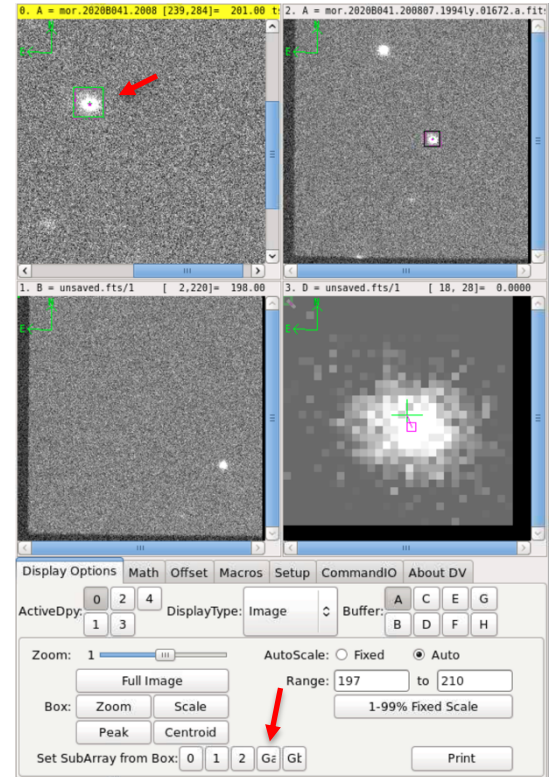 0. A = mor.2020B041.2008 [239,284]= 201.00 t:
2. A = mor.2020B041.200807.1994ly.01672.a.fit:
E
N
E
N
1. B = unsaved.fts/1 [ 2,220]= 198.00
3. D = unsaved.fts/1 [ 18, 28]= 0.0000
E
N
E
N
Display Options Math Offset Macros Setup CommandIO About DV
ActiveDpy: 0 2 4 1 3 DisplayType: Image Buffer: A C E G B D F H
Zoom: 1 AutoScale: Fixed Auto
Full Image Range: 197 to 210
Box: Zoom Scale 1-99% Fixed Scale
Peak Centroid
Set SubArray from Box: 0 1 2 Ga Gb Print